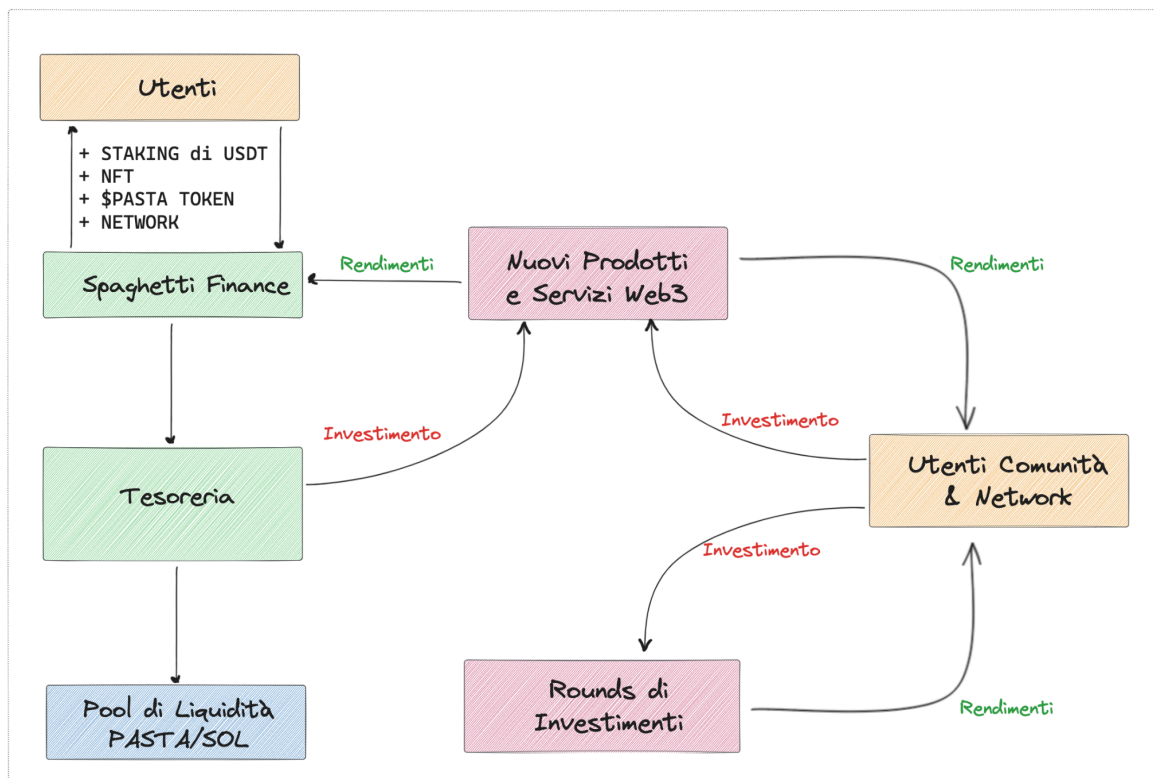 Utenti
+ STAKING di USDT
+ NFT
+ $PASTA TOKEN
+ NETWORK
Spaghetti Finance
Rendimenti
Nuovi Prodotti
e Servizi Web3
Rendimenti
Investimento
Investimento
Tesoreria
Utenti Comunità
& Network
Investimento
Pool di Liquidità
PASTA/SOL
Rounds di
Investimenti
Rendimenti